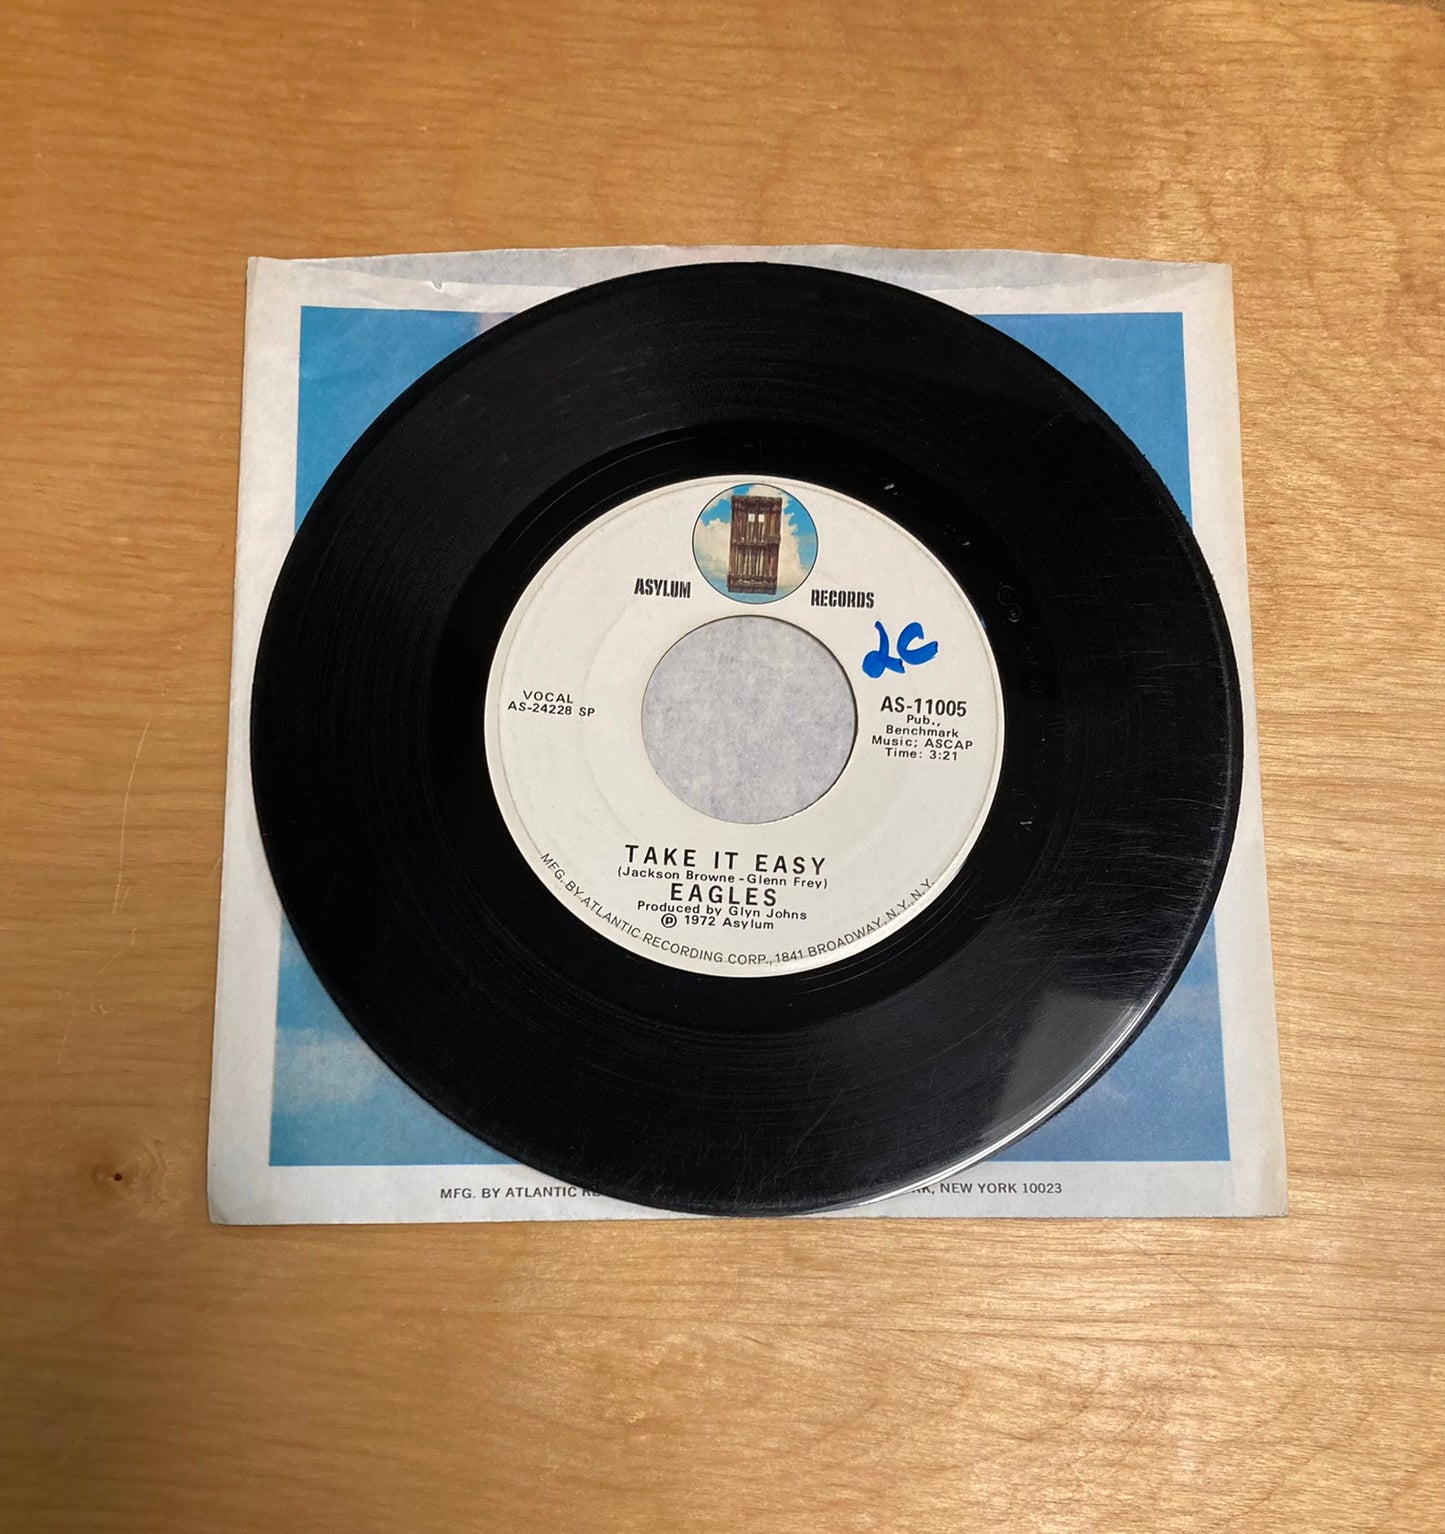 ASYLUM RECORDS
2C
VOCAL
AS-24228 SP
AS-11005
Pub.,
Benchmark
Music; ASCAP
Time: 3:21
TAKE IT EASY
(Jackson Browne-Glenn Frey)
EAGLES
Produced by Glyn Johns
℗ 1972 Asylum
MFG. BY ATLANTIC RECORDING CORP., 1841 BROADWAY, N.Y., N.Y.
MFG. BY ATLANTIC NEW YORK 10023